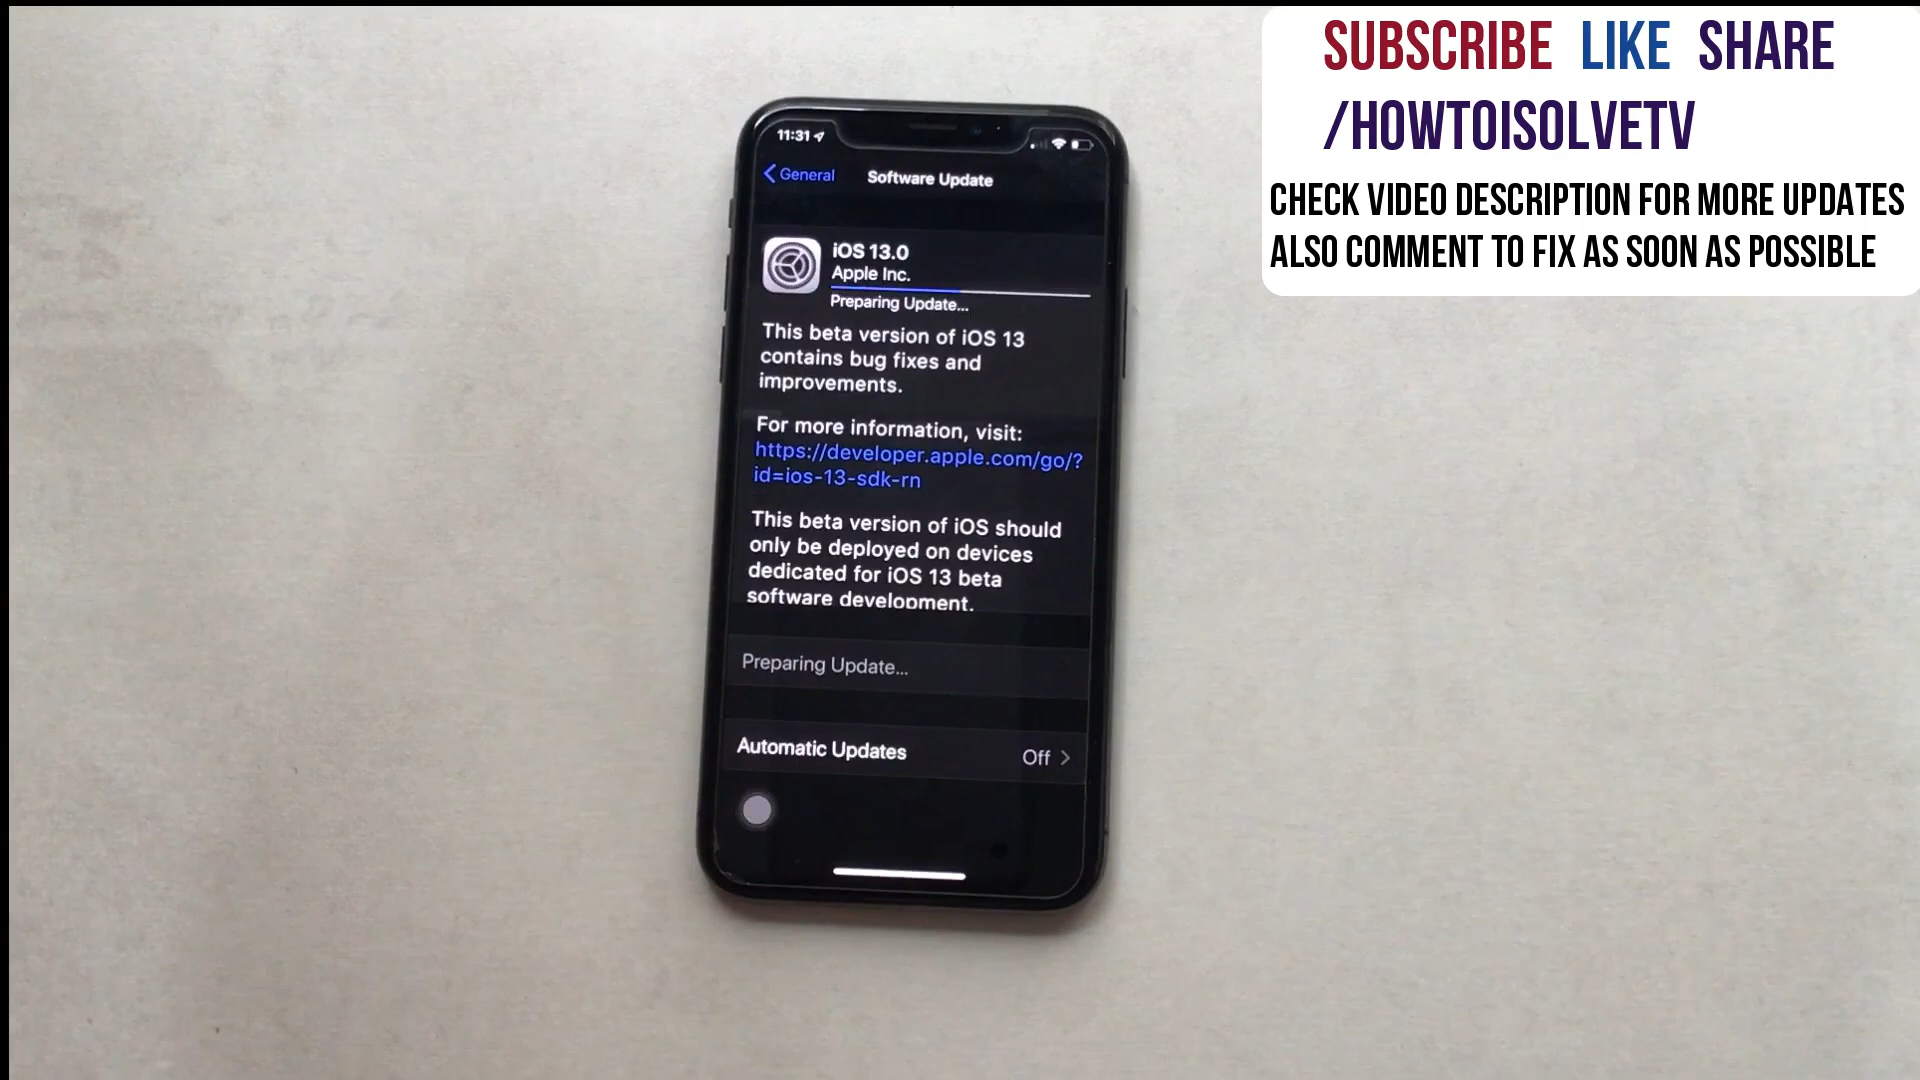 SUBSCRIBE LIKE SHARE
/HOWTOISOLVETV
CHECK VIDEO DESCRIPTION FOR MORE UPDATES
ALSO COMMENT TO FIX AS SOON AS POSSIBLE
11:31
General
Software Update
iOS 13.0
Apple Inc.
Preparing Update...
This beta version of iOS 13
contains bug fixes and
improvements.
For more information, visit:
https://developer.apple.com/go/?
id=ios-13-sdk-rn
This beta version of iOS should
only be deployed on devices
dedicated for iOS 13 beta
software development.
Preparing Update...
Automatic Updates Off